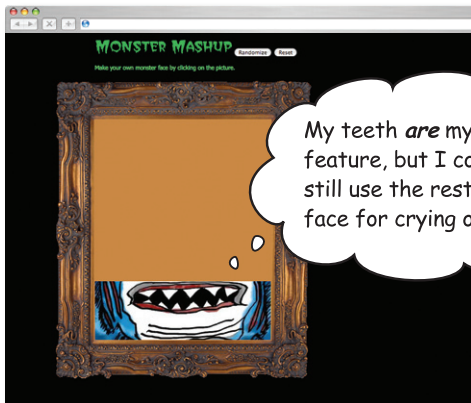 MONSTER MASHUP
Randomize Reset
Make your own monster face by clicking on the picture.
My teeth are my
feature, but I
still use the rest
face for crying